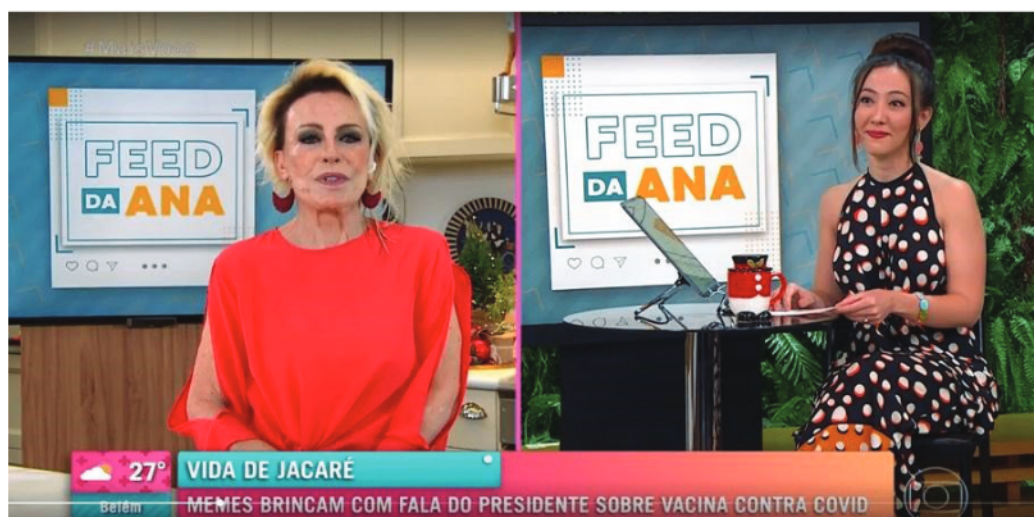 FEED
DA ANA
FEED
DA ANA
27°
Belém
VIDA DE JACARÉ
MEMES BRINCAM COM FALA DO PRESIDENTE SOBRE VACINA CONTRA COVID